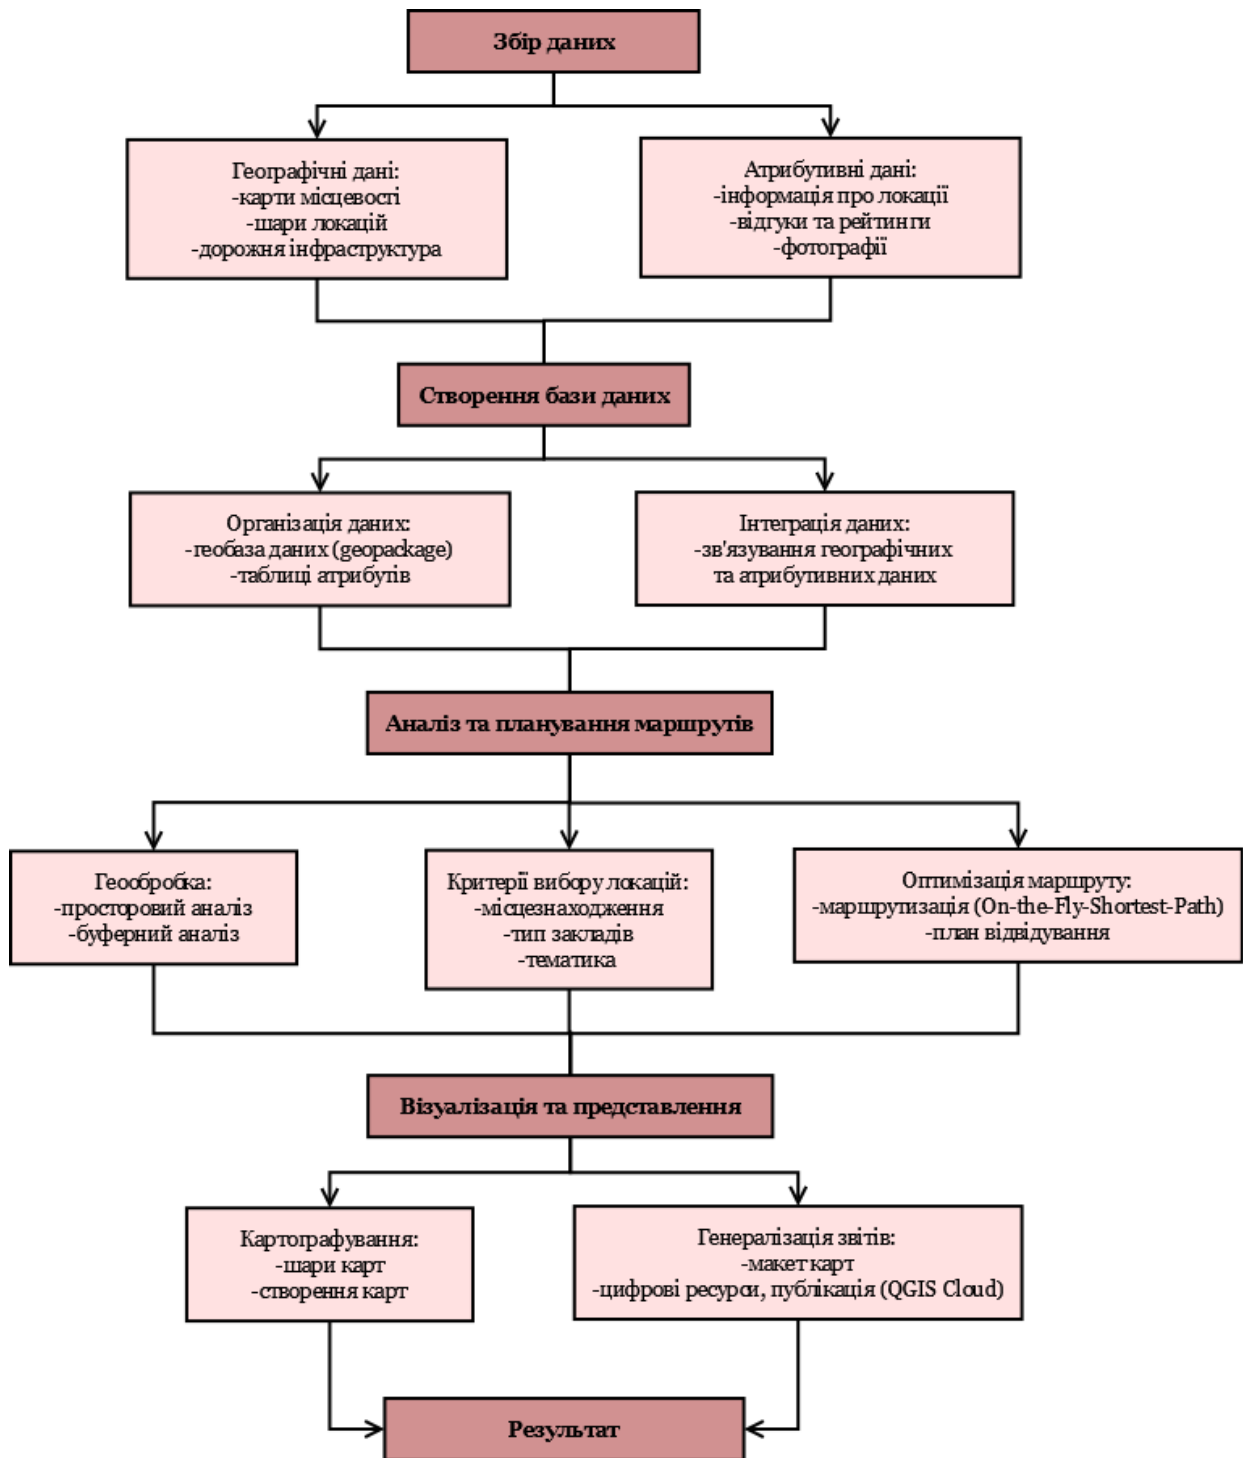 Збір даних
Географічні дані:
-карти місцевості
-шари локацій
-дорожня інфраструктура
Атрибутивні дані:
-інформація про локації
-відгуки та рейтинги
-фотографії
Створення бази даних
Організація даних:
-геобаза даних (geopackage)
-таблиці атрибутів
Інтеграція даних:
-зв'язування географічних
та атрибутивних даних
Аналіз та планування маршрутів
Геообробка:
-просторовий аналіз
-буферний аналіз
Критерії вибору локацій:
-місцезнаходження
-тип закладів
-тематика
Оптимізація маршруту:
-маршрутизація (On-the-Fly-Shortest-Path)
-план відвідування
Візуалізація та представлення
Картографування:
-шари карт
-створення карт
Генералізація звітів:
-макет карт
-цифрові ресурси, публікація (QGIS Cloud)
Результат